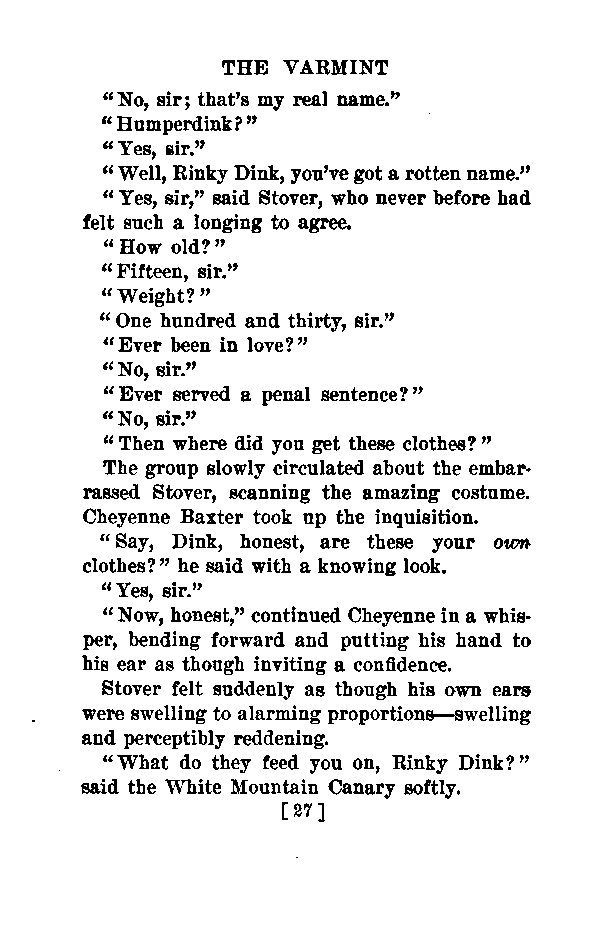 THE VARMINT
"No, sir; that's my real name."
"Humperdink?"
"Yes, sir."
"Well, Rinky Dink, you've got a rotten name."
"Yes, sir," said Stover, who never before had
felt such a longing to agree.
"How old?"
"Fifteen, sir."
"Weight?"
"One hundred and thirty, sir."
"Ever been in love?"
"No, sir."
"Ever served a penal sentence?"
"No, sir."
"Then where did you get these clothes?"
The group slowly circulated about the embar-
rassed Stover, scanning the amazing costume.
Cheyenne Baxter took up the inquisition.
"Say, Dink, honest, are these your own
clothes?" he said with a knowing look.
"Yes, sir."
"Now, honest," continued Cheyenne in a whis-
per, bending forward and putting his hand to
his ear as though inviting a confidence.
Stover felt suddenly as though his own ears
were swelling to alarming proportions—swelling
and perceptibly reddening.
"What do they feed you on, Rinky Dink?"
said the White Mountain Canary softly.
[27]